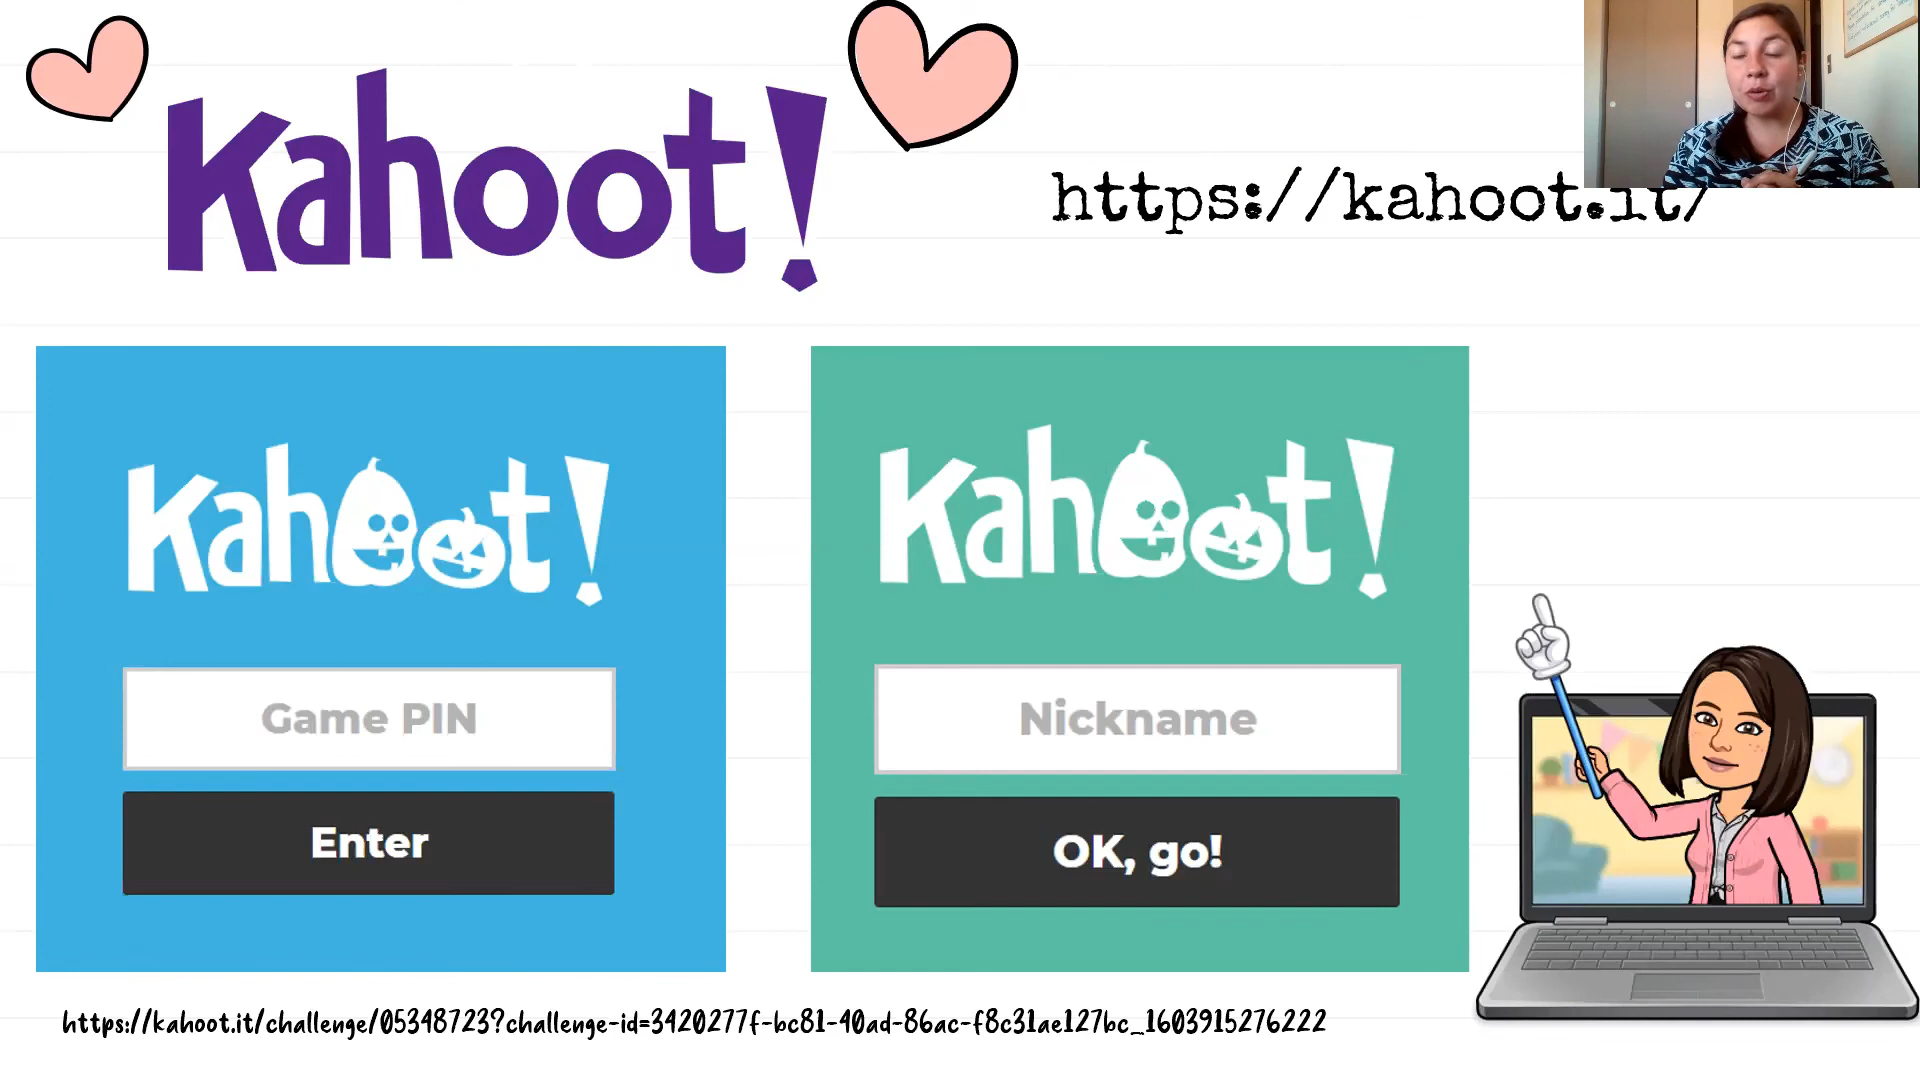 Kahoot!
https://kahoot.it/
Kahoot!
Game PIN
Enter
Kahoot!
Nickname
OK, go!
https://kahoot.it/challenge/05348723?challenge-id=3420277f-bc81-40ad-86ac-f8c31ae127bc_1603915276222